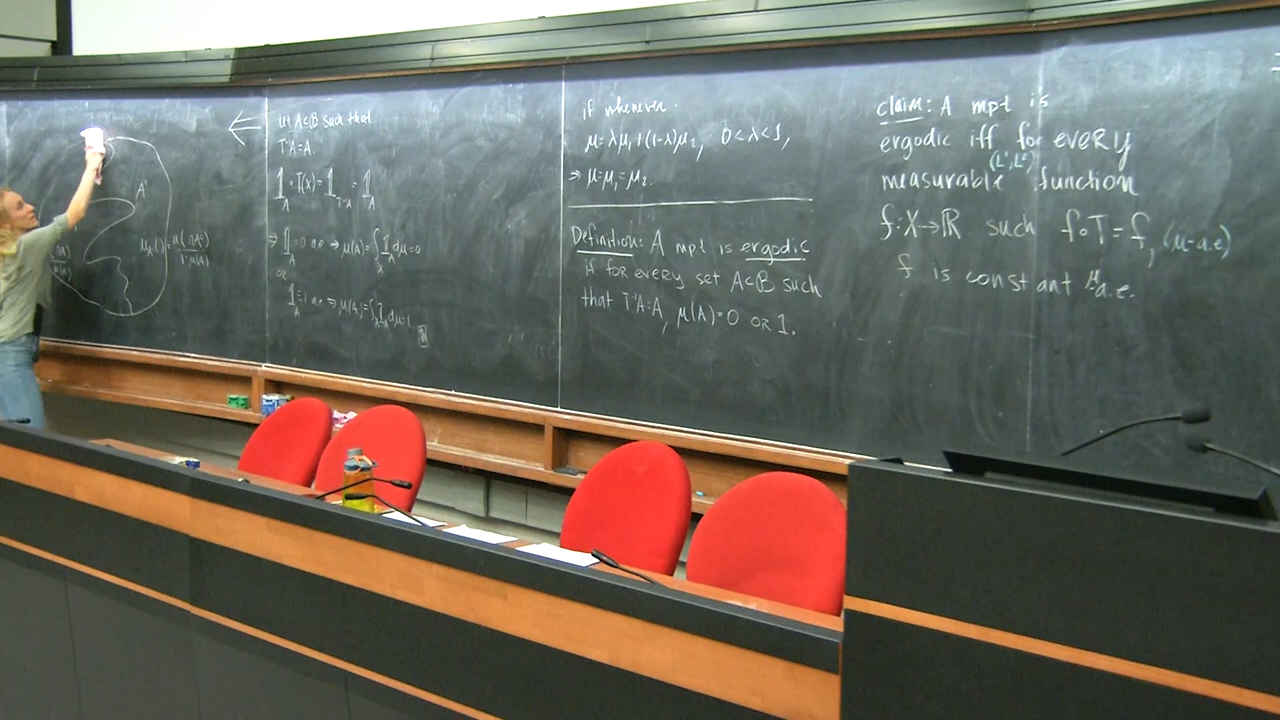 Aᶜ
μ_A(·)=μ(·∩Aᶜ)/1-μ(A)
⇐
Let A∈B such that
T⁻¹A=A.
1_A∘T(x)=1_{T⁻¹A}=1_A
⇒ 1_A=0 a.e ⇒ μ(A)=∫_X 1_A dμ=0
or
1_A=1 a.e ⇒ μ(A)=∫_X 1_A dμ=1
if whenever
μ=λμ₁+(1-λ)μ₂, 0<λ<1,
⇒ μ=μ₁=μ₂.
Definition: A mpt is ergodic
if for every set A∈B such
that T⁻¹A=A, μ(A)=0 OR 1.
claim: A mpt is
ergodic iff for every
(L¹,L²)
measurable function
f:X→ℝ such f∘T=f, (μ-a.e)
f is constant μ a.e.